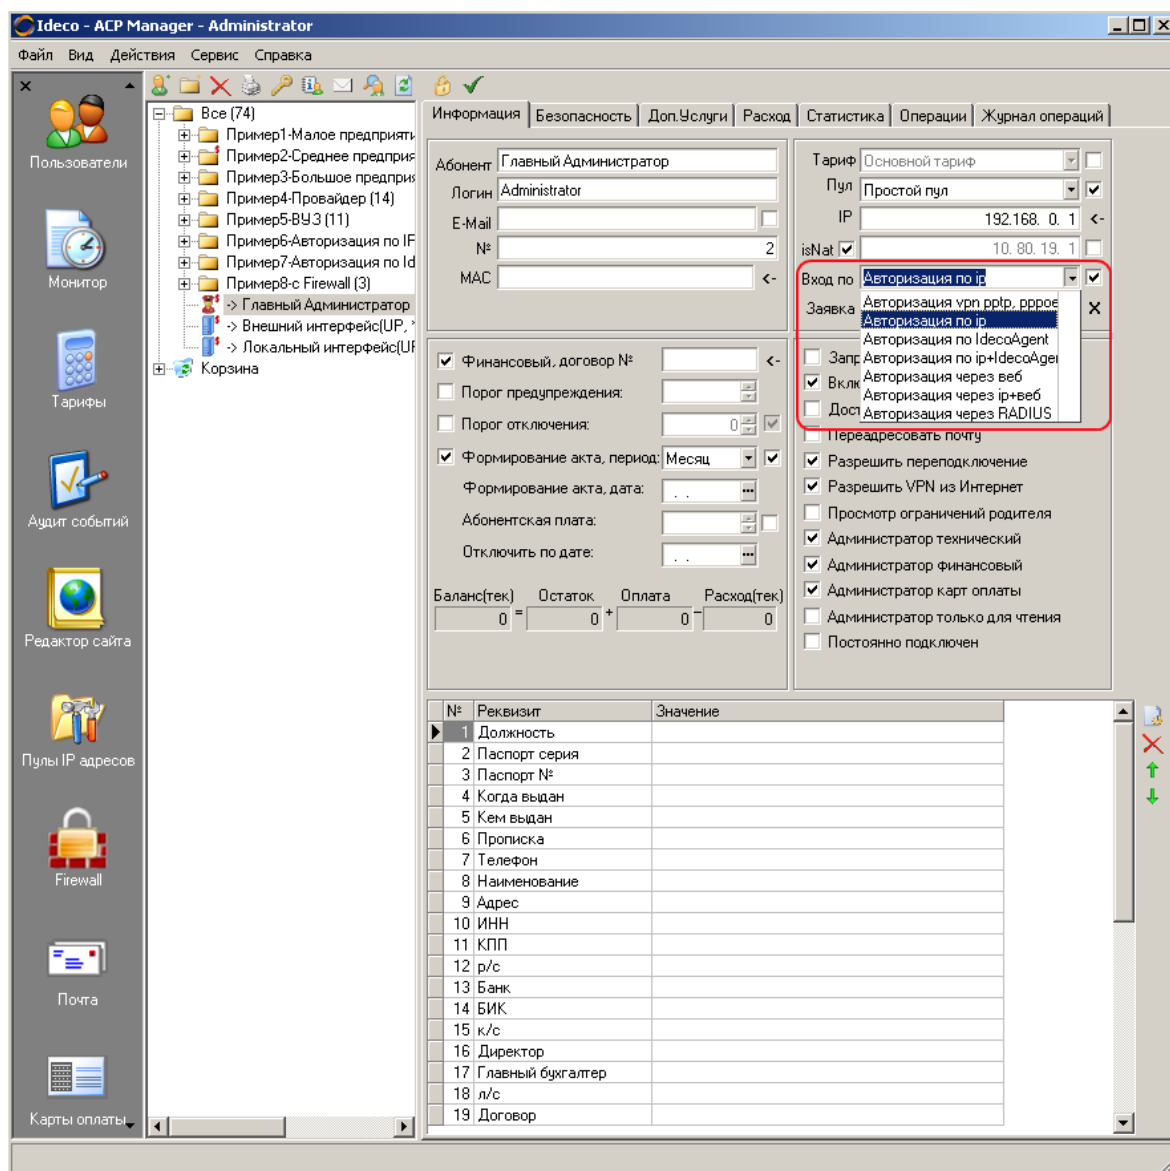 Ideco - ACP Manager - Administrator
Файл Вид Действия Сервис Справка
Пользователи
Монитор
Тарифы
Аудит событий
Редактор сайта
Пулы IP адресов
Firewall
Почта
Карты оплаты
Все (74)
Пример1-Малое предприяти
Пример2-Среднее предприя
Пример3-Большое предприя
Пример4-Провайдер (14)
Пример5-ВУЗ (11)
Пример6-Авторизация по IF
Пример7-Авторизация по Id
Пример8-с Firewall (3)
-> Главный Администратор
-> Внешний интерфейс(UP, *
-> Локальный интерфейс(UF
Корзина
Информация Безопасность Доп.Услуги Расход Статистика Операции Журнал операций
Абонент Главный Администратор
Логин Administrator
E-Mail
№ 2
MAC <-
Тариф Основной тариф
Пул Простой пул
IP 192.168. 0. 1 <-
isNat 10. 80. 19. 1
Вход по Авторизация по ip
Заявка X
Авторизация vpn pptp, pppoe
Авторизация по ip
Авторизация по IdecoAgent
Авторизация по ip+IdecoAger
Авторизация через веб
Авторизация через ip+веб
Авторизация через RADIUS
Финансовый, договор № <-
Порог предупреждения:
Порог отключения: 0
Формирование акта, период: Месяц
Формирование акта, дата: . . ...
Абонентская плата:
Отключить по дате: . . ...
Баланс(тек) Остаток Оплата Расход(тек)
0 = 0 + 0 - 0
Запр
Вклю
Дост
Переадресовать почту
Разрешить переподключение
Разрешить VPN из Интернет
Просмотр ограничений родителя
Администратор технический
Администратор финансовый
Администратор карт оплаты
Администратор только для чтения
Постоянно подключен
№ Реквизит Значение
1 Должность
2 Паспорт серия
3 Паспорт №
4 Когда выдан
5 Кем выдан
6 Прописка
7 Телефон
8 Наименование
9 Адрес
10 ИНН
11 КПП
12 р/с
13 Банк
14 БИК
15 к/с
16 Директор
17 Главный бухгалтер
18 л/с
19 Договор